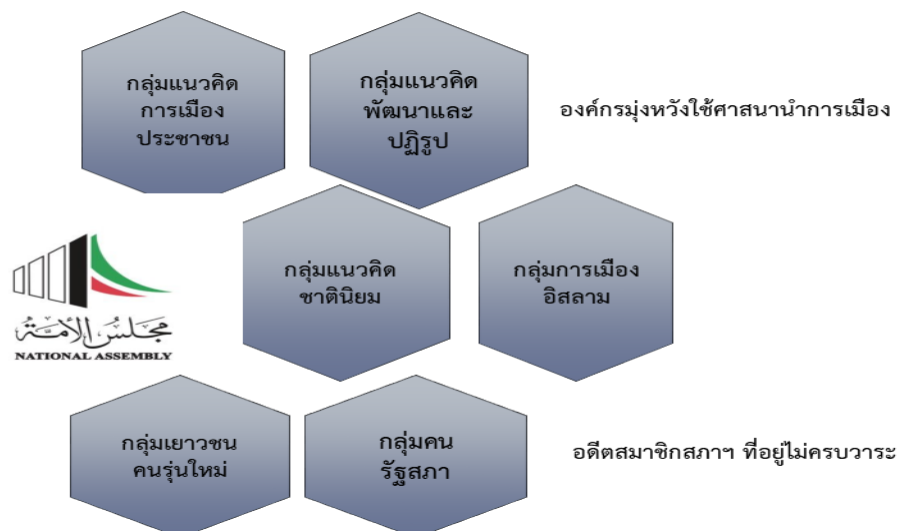 กลุ่มแนวคิด
การเมือง
ประชาชน
กลุ่มแนวคิด
พัฒนาและ
ปฏิรูป
องค์กรมุ่งหวังใช้ศาสนานำการเมือง
مجلس الأمة
NATIONAL ASSEMBLY
กลุ่มแนวคิด
ชาตินิยม
กลุ่มการเมือง
อิสลาม
กลุ่มเยาวชน
คนรุ่นใหม่
กลุ่มคน
รัฐสภา
อดีตสมาชิกสภาฯ ที่อยู่ไม่ครบวาระ